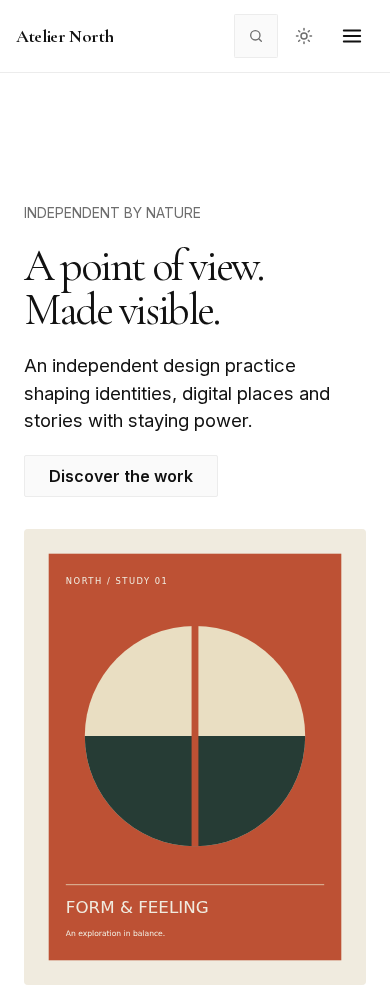 Atelier North
INDEPENDENT BY NATURE
A point of view.
Made visible.
An independent design practice
shaping identities, digital places and
stories with staying power.
Discover the work
NORTH / STUDY 01
FORM & FEELING
An exploration in balance.